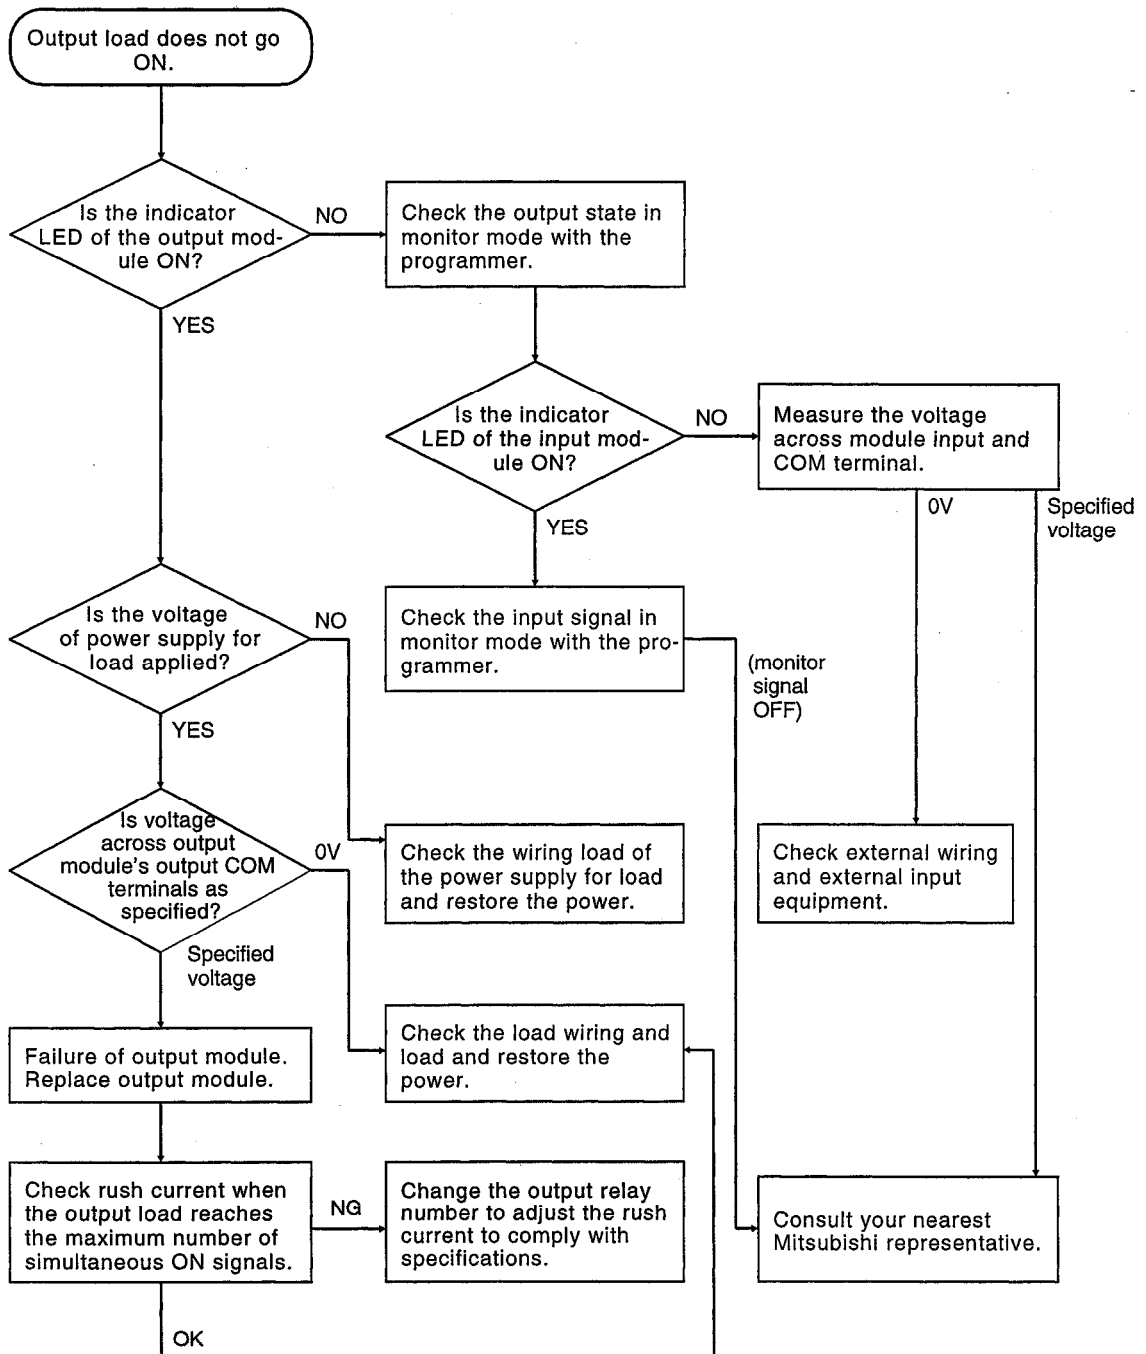 Output load does not go
ON.
Is the indicator
LED of the output mod-
ule ON?
NO
Check the output state in
monitor mode with the
programmer.
YES
Is the indicator
LED of the input mod-
ule ON?
NO
Measure the voltage
across module input and
COM terminal.
0V
Specified
voltage
YES
Is the voltage
of power supply for
load applied?
NO
Check the input signal in
monitor mode with the pro-
grammer.
(monitor
signal
OFF)
YES
Is voltage
across output
module's output COM
terminals as
specified?
0V
Check the wiring load of
the power supply for load
and restore the power.
Check external wiring
and external input
equipment.
Specified
voltage
Failure of output module.
Replace output module.
Check the load wiring and
load and restore the
power.
Check rush current when
the output load reaches
the maximum number of
simultaneous ON signals.
NG
Change the output relay
number to adjust the rush
current to comply with
specifications.
Consult your nearest
Mitsubishi representative.
OK